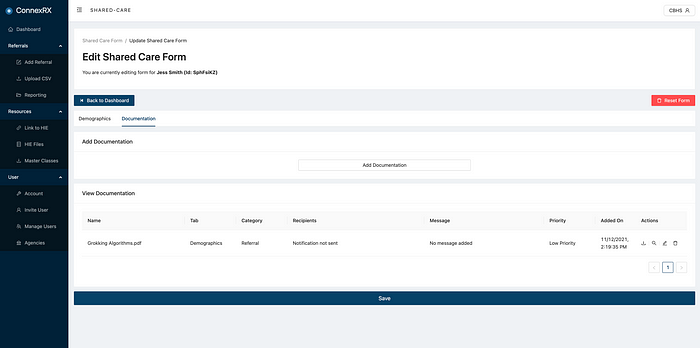 ConnexRX
SHARED-CARE
CBHS
Dashboard
Referrals
Add Referral
Upload CSV
Reporting
Resources
Link to HIE
HIE Files
Master Classes
User
Account
Invite User
Manage Users
Agencies
Shared Care Form / Update Shared Care Form
Edit Shared Care Form
You are currently editing form for Jess Smith (Id: SphFsiKZ)
Back to Dashboard
Reset Form
Demographics Documentation
Add Documentation
Add Documentation
View Documentation
Name Tab Category Recipients Message Priority Added On Actions
Grokking Algorithms.pdf Demographics Referral Notification not sent No message added Low Priority 11/12/2021,
2:19:35 PM
1
Save